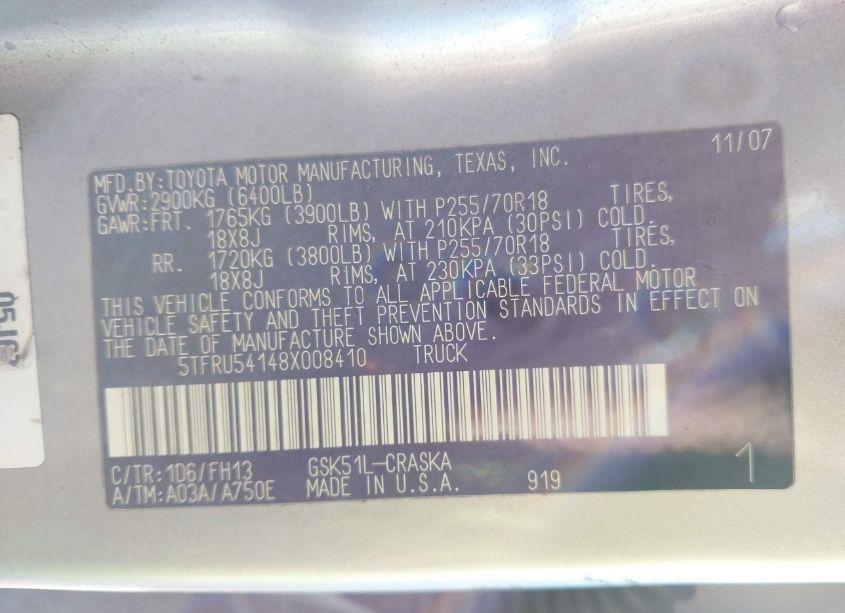 11/07
MFD.BY:TOYOTA MOTOR MANUFACTURING, TEXAS, INC.
GVWR:2900KG (6400LB)
GAWR:FRT. 1765KG (3900LB) WITH P255/70R18 TIRES,
18X8J RIMS, AT 210KPA (30PSI) COLD.
RR. 1720KG (3800LB) WITH P255/70R18 TIRES,
18X8J RIMS, AT 230KPA (33PSI) COLD.
THIS VEHICLE CONFORMS TO ALL APPLICABLE FEDERAL MOTOR
VEHICLE SAFETY AND THEFT PREVENTION STANDARDS IN EFFECT ON
THE DATE OF MANUFACTURE SHOWN ABOVE.
5TFRU54148X008410 TRUCK
C/TR:1D6/FH13 GSK51L-CRASKA
A/TM:A03A/A750E MADE IN U.S.A. 919
1